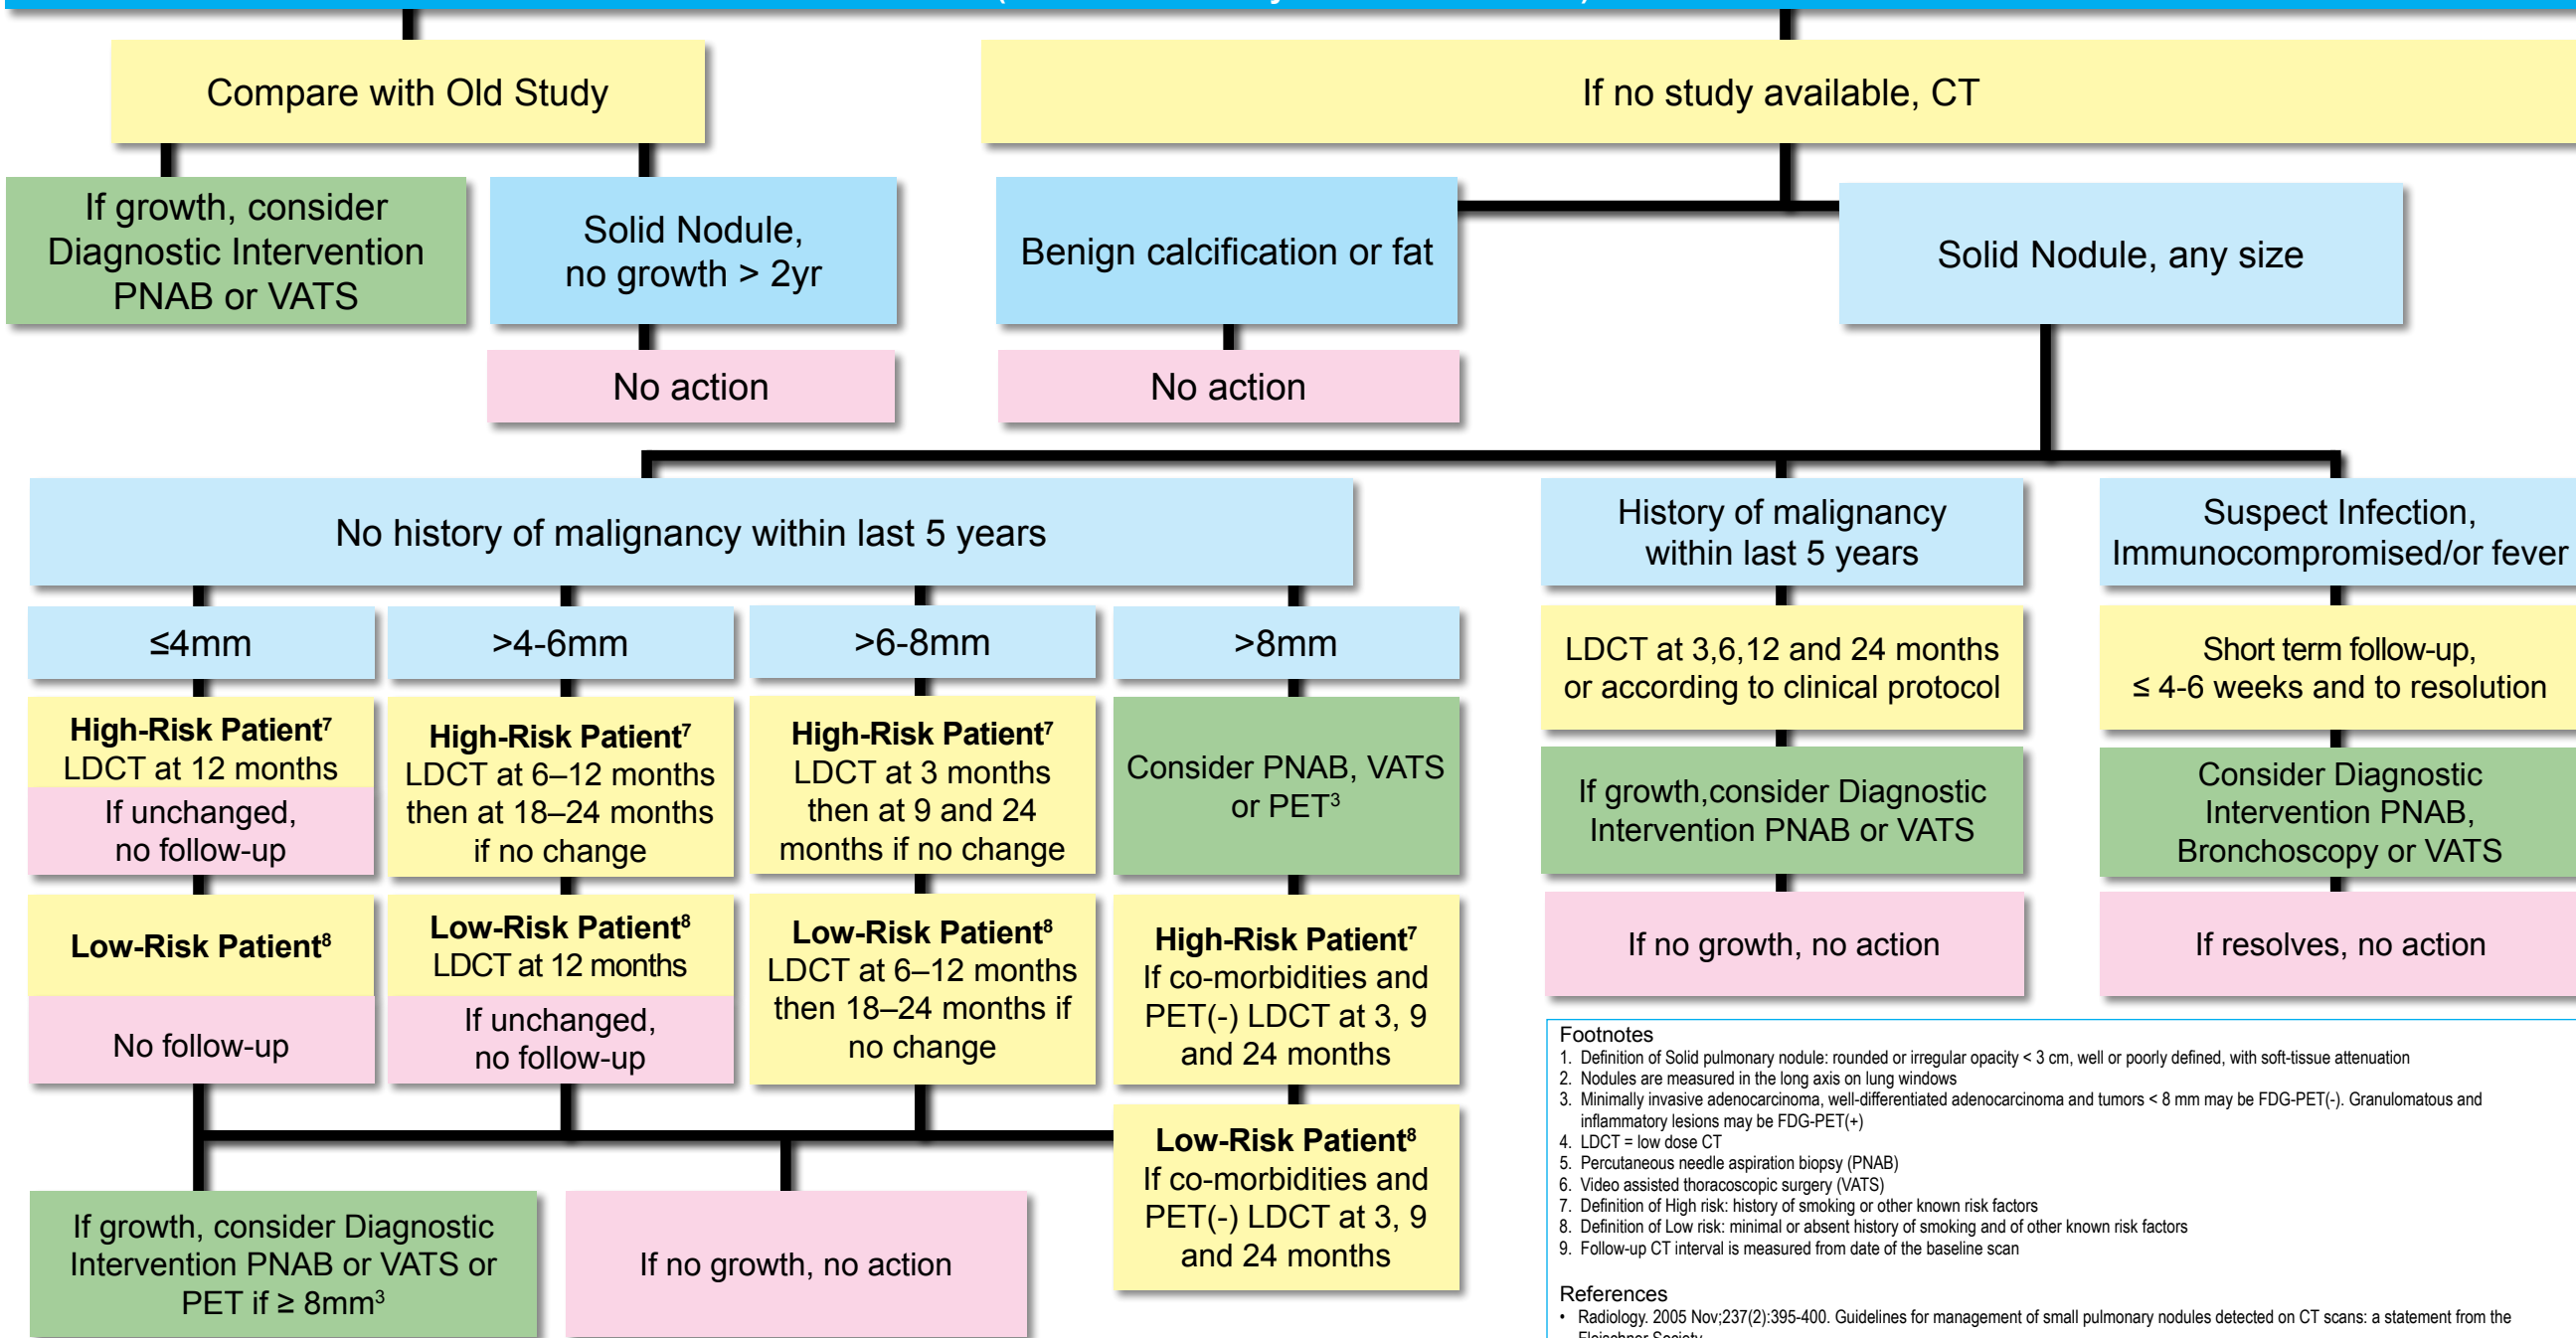 Compare with Old Study
If no study available, CT
If growth, consider
Diagnostic Intervention
PNAB or VATS
Solid Nodule,
no growth > 2yr
Benign calcification or fat
Solid Nodule, any size
No action
No action
No history of malignancy within last 5 years
History of malignancy
within last 5 years
Suspect Infection,
Immunocompromised/or fever
≤4mm
>4-6mm
>6-8mm
>8mm
LDCT at 3,6,12 and 24 months
or according to clinical protocol
Short term follow-up,
≤ 4-6 weeks and to resolution
High-Risk Patient⁷
LDCT at 12 months
If unchanged,
no follow-up
High-Risk Patient⁷
LDCT at 6–12 months
then at 18–24 months
if no change
High-Risk Patient⁷
LDCT at 3 months
then at 9 and 24
months if no change
Consider PNAB, VATS
or PET³
If growth,consider Diagnostic
Intervention PNAB or VATS
Consider Diagnostic
Intervention PNAB,
Bronchoscopy or VATS
Low-Risk Patient⁸
No follow-up
Low-Risk Patient⁸
LDCT at 12 months
If unchanged,
no follow-up
Low-Risk Patient⁸
LDCT at 6–12 months
then 18–24 months if
no change
High-Risk Patient⁷
If co-morbidities and
PET(-) LDCT at 3, 9
and 24 months
If no growth, no action
If resolves, no action
Low-Risk Patient⁸
If co-morbidities and
PET(-) LDCT at 3, 9
and 24 months
If growth, consider Diagnostic
Intervention PNAB or VATS or
PET if ≥ 8mm³
If no growth, no action
Footnotes
1. Definition of Solid pulmonary nodule: rounded or irregular opacity < 3 cm, well or poorly defined, with soft-tissue attenuation
2. Nodules are measured in the long axis on lung windows
3. Minimally invasive adenocarcinoma, well-differentiated adenocarcinoma and tumors < 8 mm may be FDG-PET(-). Granulomatous and
inflammatory lesions may be FDG-PET(+)
4. LDCT = low dose CT
5. Percutaneous needle aspiration biopsy (PNAB)
6. Video assisted thoracoscopic surgery (VATS)
7. Definition of High risk: history of smoking or other known risk factors
8. Definition of Low risk: minimal or absent history of smoking and of other known risk factors
9. Follow-up CT interval is measured from date of the baseline scan
References
• Radiology. 2005 Nov;237(2):395-400. Guidelines for management of small pulmonary nodules detected on CT scans: a statement from the
Fleischner Society